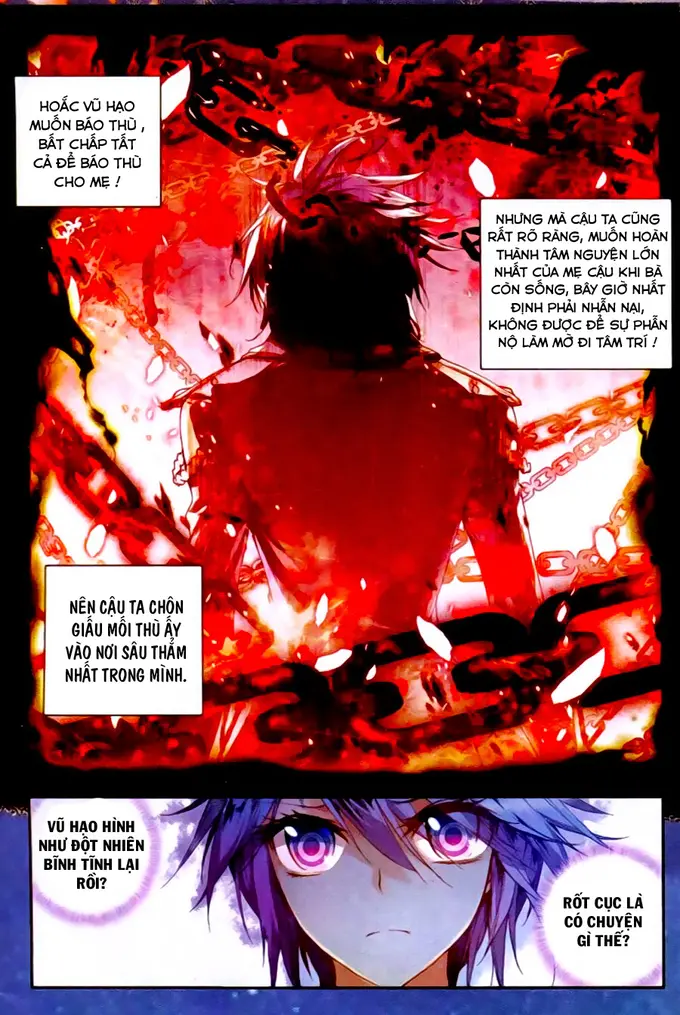 HOẮC VŨ HẠO
MUỐN BÁO THÙ ,
BẤT CHẤP TẤT
CẢ ĐỂ BÁO THÙ
CHO MẸ !
NHƯNG MÀ CẬU TA CŨNG
RẤT RÕ RÀNG, MUỐN HOÀN
THÀNH TÂM NGUYỆN LỚN
NHẤT CỦA MẸ CẬU KHI BÀ
CÒN SỐNG, BÂY GIỜ NHẤT
ĐỊNH PHẢI NHẪN NẠI,
KHÔNG ĐƯỢC ĐỂ SỰ PHẪN
NỘ LÀM MỜ ĐI TÂM TRÍ !
NÊN CẬU TA CHÔN
GIẤU MỐI THÙ ẤY
VÀO NƠI SÂU THẲM
NHẤT TRONG MÌNH.
VŨ HẠO HÌNH
NHƯ ĐỘT NHIÊN
BĨNH TĨNH LẠI
RỒI?
RỐT CỤC LÀ
CÓ CHUYỆN
GÌ THẾ?